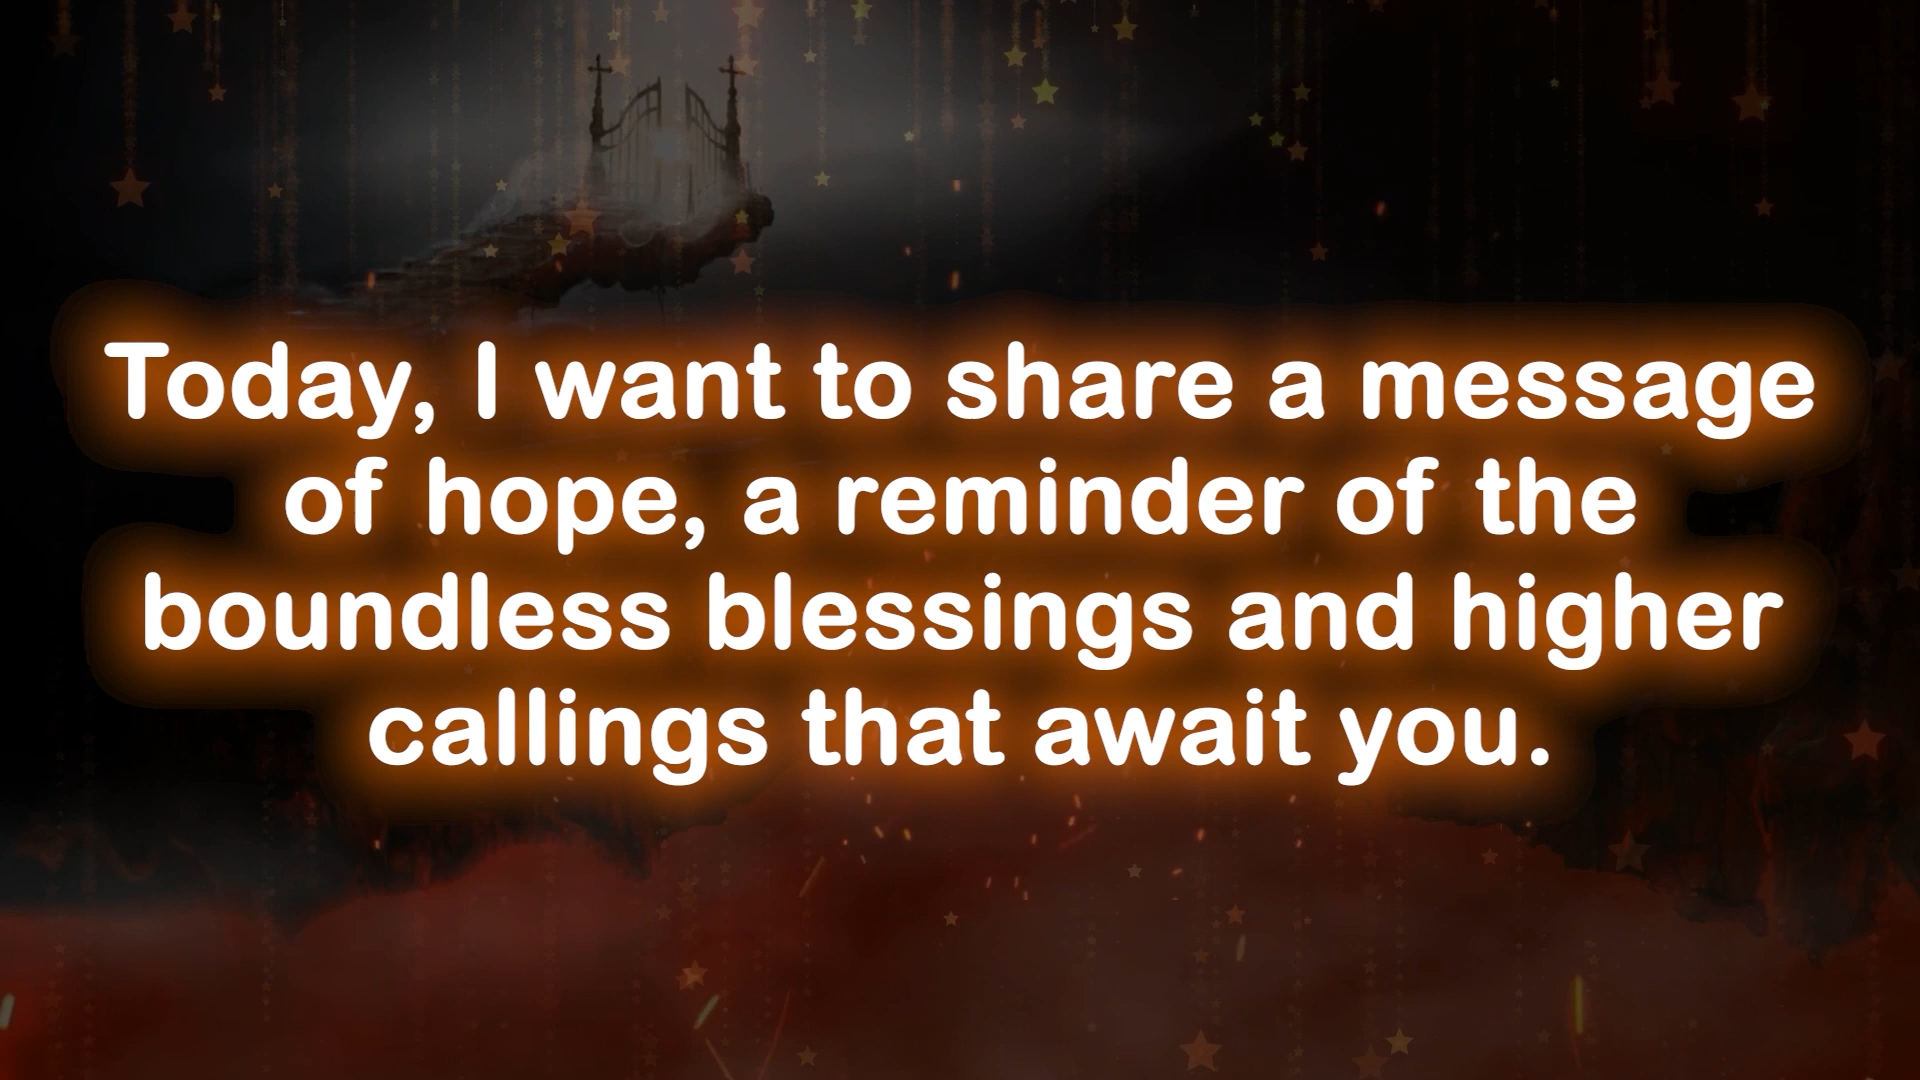 Today, I want to share a message
of hope, a reminder of the
boundless blessings and higher
callings that await you.